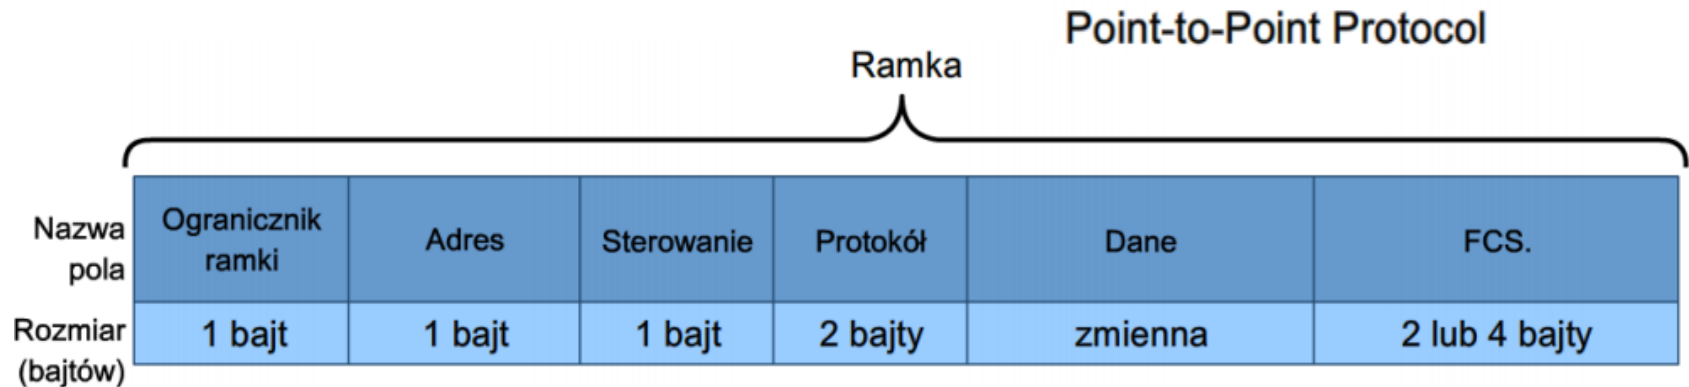 Point-to-Point Protocol
Ramka
Nazwa pola
Ogranicznik ramki
Adres
Sterowanie
Protokół
Dane
FCS.
Rozmiar (bajtów)
1 bajt
1 bajt
1 bajt
2 bajty
zmienna
2 lub 4 bajty